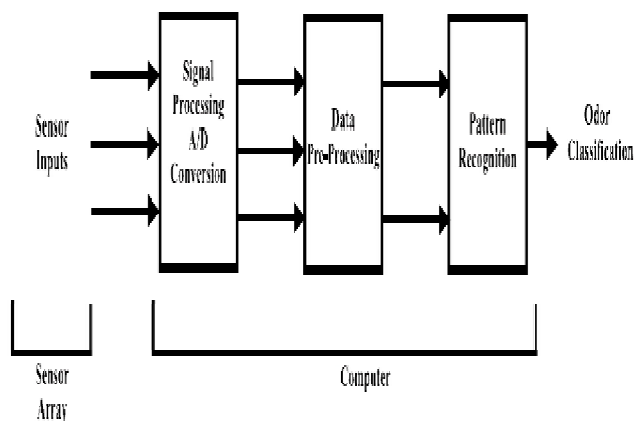 Sensor
Inputs
Signal
Processing
A/D
Conversion
Data
Pre-Processing
Pattern
Recognition
Odor
Classification
Sensor
Array
Computer